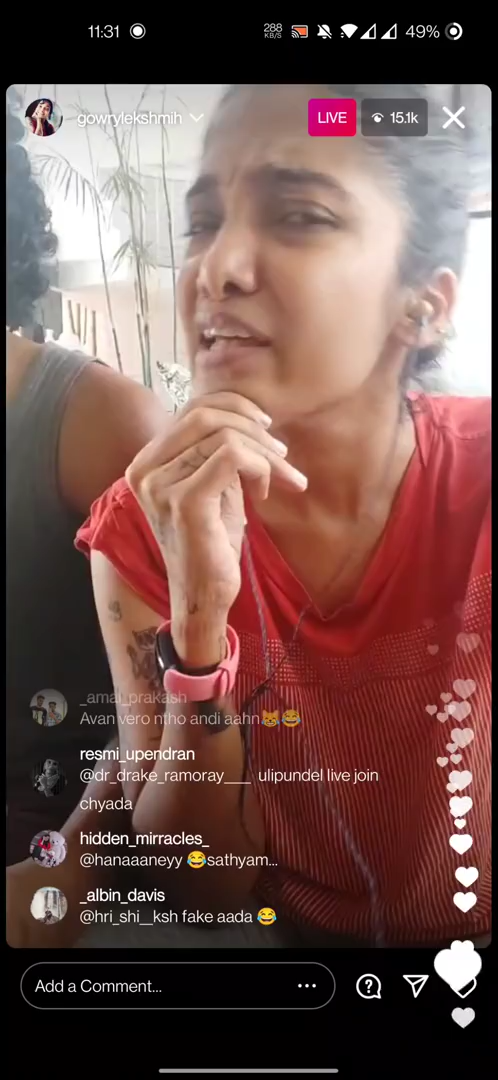 11:31
288
KB/S
49%
gowrylekshmih
LIVE
15.1k
_amal_prakash
Avan vero ntho andi aahn😹😂
resmi_upendran
@dr_drake_ramoray___ ulipundel live join
chyada
hidden_mirracles_
@hanaaaneyy 😂sathyam...
_albin_davis
@hri_shi__ksh fake aada 😂
Add a Comment...